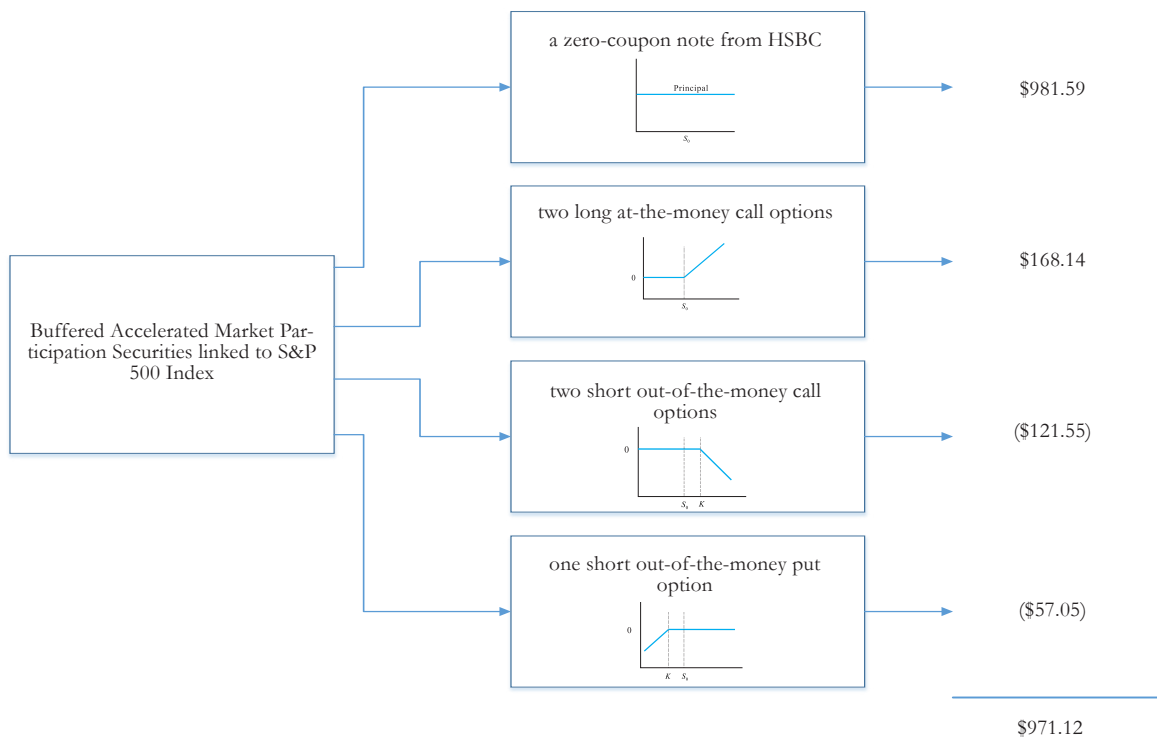 a zero-coupon note from HSBC
Principal
S0
$981.59
two long at-the-money call options
0
S0
$168.14
Buffered Accelerated Market Par-
ticipation Securities linked to S&P
500 Index
two short out-of-the-money call
options
0
S0 K
($121.55)
one short out-of-the-money put
option
0
K S0
($57.05)
$971.12